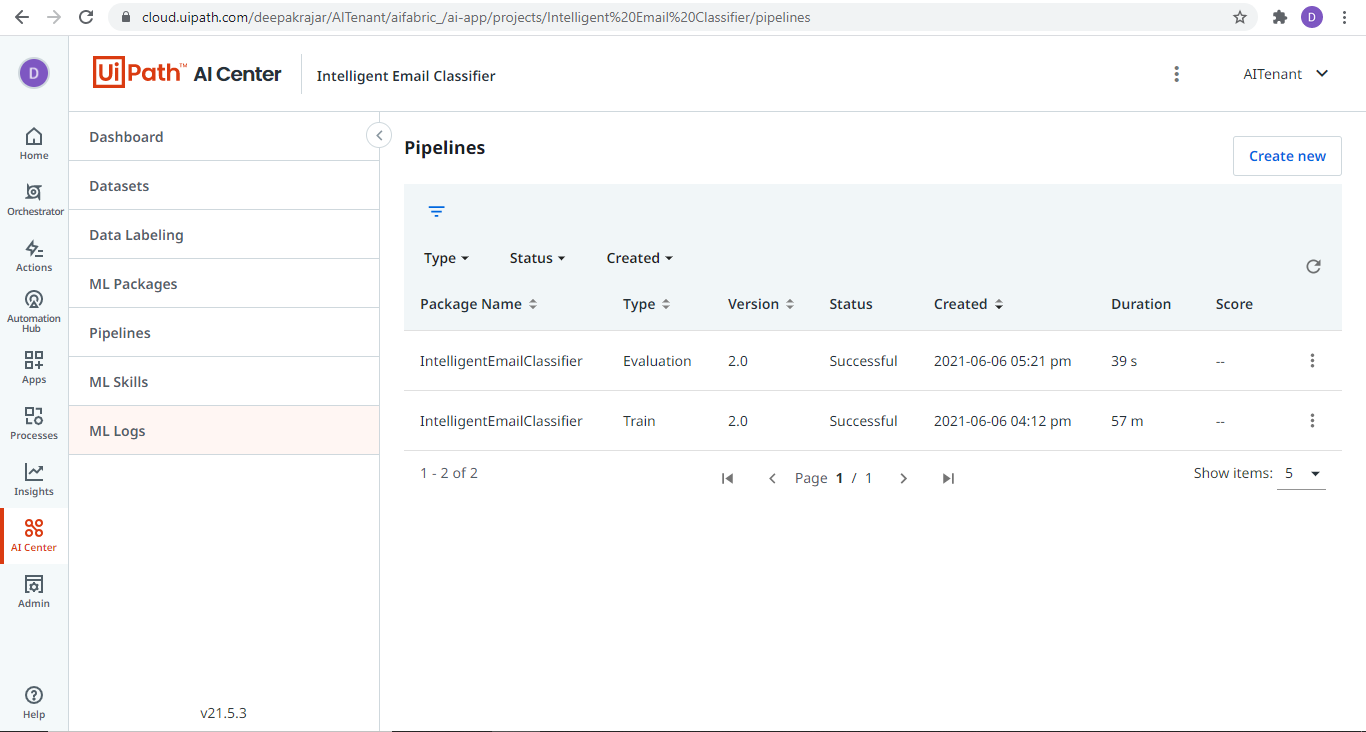 cloud.uipath.com/deepakrajar/AITenant/aifabric_/ai-app/projects/Intelligent%20Email%20Classifier/pipelines
D
D
UiPath™ AI Center
Intelligent Email Classifier
AITenant
Home
Orchestrator
Actions
Automation
Hub
Apps
Processes
Insights
AI Center
Admin
Help
Dashboard
Datasets
Data Labeling
ML Packages
Pipelines
ML Skills
ML Logs
v21.5.3
Pipelines
Create new
Type Status Created
Package Name Type Version Status Created Duration Score
IntelligentEmailClassifier Evaluation 2.0 Successful 2021-06-06 05:21 pm 39 s --
IntelligentEmailClassifier Train 2.0 Successful 2021-06-06 04:12 pm 57 m --
1 - 2 of 2 Page 1 / 1 Show items: 5